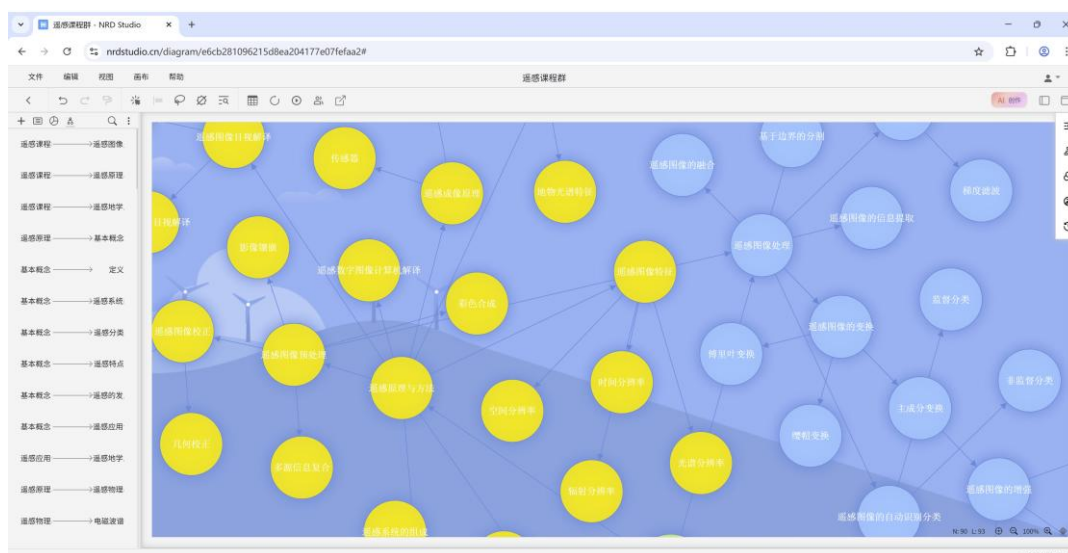 遥感课程群 - NRD Studio
nrdstudio.cn/diagram/e6cb281096215d8ea204177e07fefaa2#
文件 编辑 视图 画布 帮助
遥感课程群
AI 创作
遥感课程 遥感图像
遥感课程 遥感原理
遥感课程 遥感地学.
遥感原理 基本概念
基本概念 定义
基本概念 遥感系统
基本概念 遥感分类
基本概念 遥感特点
基本概念 遥感的发
基本概念 遥感应用
遥感应用 遥感地学.
遥感原理 遥感物理
遥感物理. 电磁波谱
遥感图像目视解译
传感器
遥感成像原理
地物光谱特征
遥感图像的融合
基于边界的分割
梯度滤波
目视解译
影像镶嵌
遥感数字图像计算机解译
彩色合成
遥感图像特征
遥感图像处理
遥感图像的信息提取
遥感图像校正
遥感图像预处理
遥感原理与方法
时间分辨率
傅里叶变换
遥感图像的变换
监督分类
非监督分类
几何校正
多源信息复合
空间分辨率
光谱分辨率
缨帽变换
主成分变换
辐射分辨率
遥感系统的组成
遥感图像的自动识别分类
遥感图像的增强
N: 90 L: 93 100%